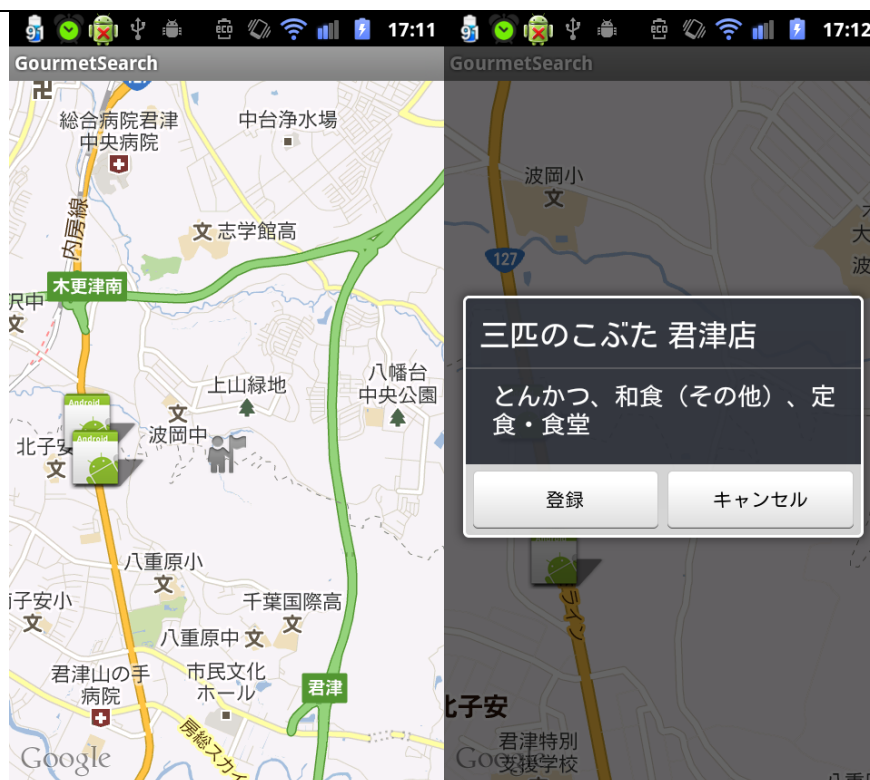 17:11
GourmetSearch
総合病院君津
中央病院
中台浄水場
内房線
文 志学館高
木更津南
沢中
文
上山緑地
八幡台
中央公園
Android
Android
文
波岡中
北子安
文
八重原小
文
子安小
文
千葉国際高
文
八重原中 文
君津山の手
病院
市民文化
ホール
君津
房総スカイ
Google
17:12
GourmetSearch
波岡小
文
127
大
波
三匹のこぶた 君津店
とんかつ、和食（その他）、定
食・食堂
登録
キャンセル
ライン
北子安
君津特別
支援学校
Google